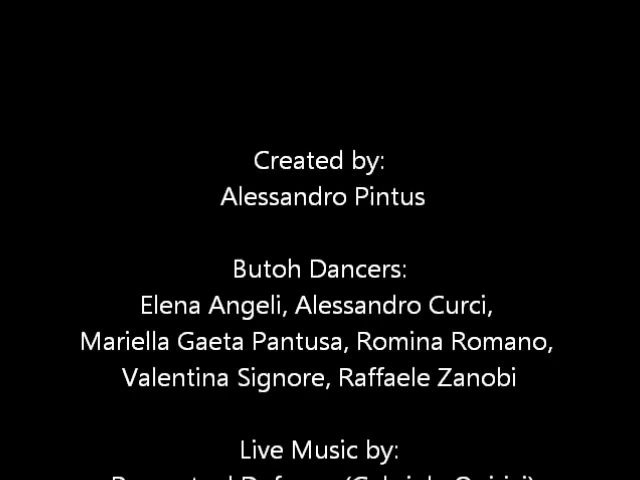 Created by:
Alessandro Pintus
Butoh Dancers:
Elena Angeli, Alessandro Curci,
Mariella Gaeta Pantusa, Romina Romano,
Valentina Signore, Raffaele Zanobi
Live Music by: